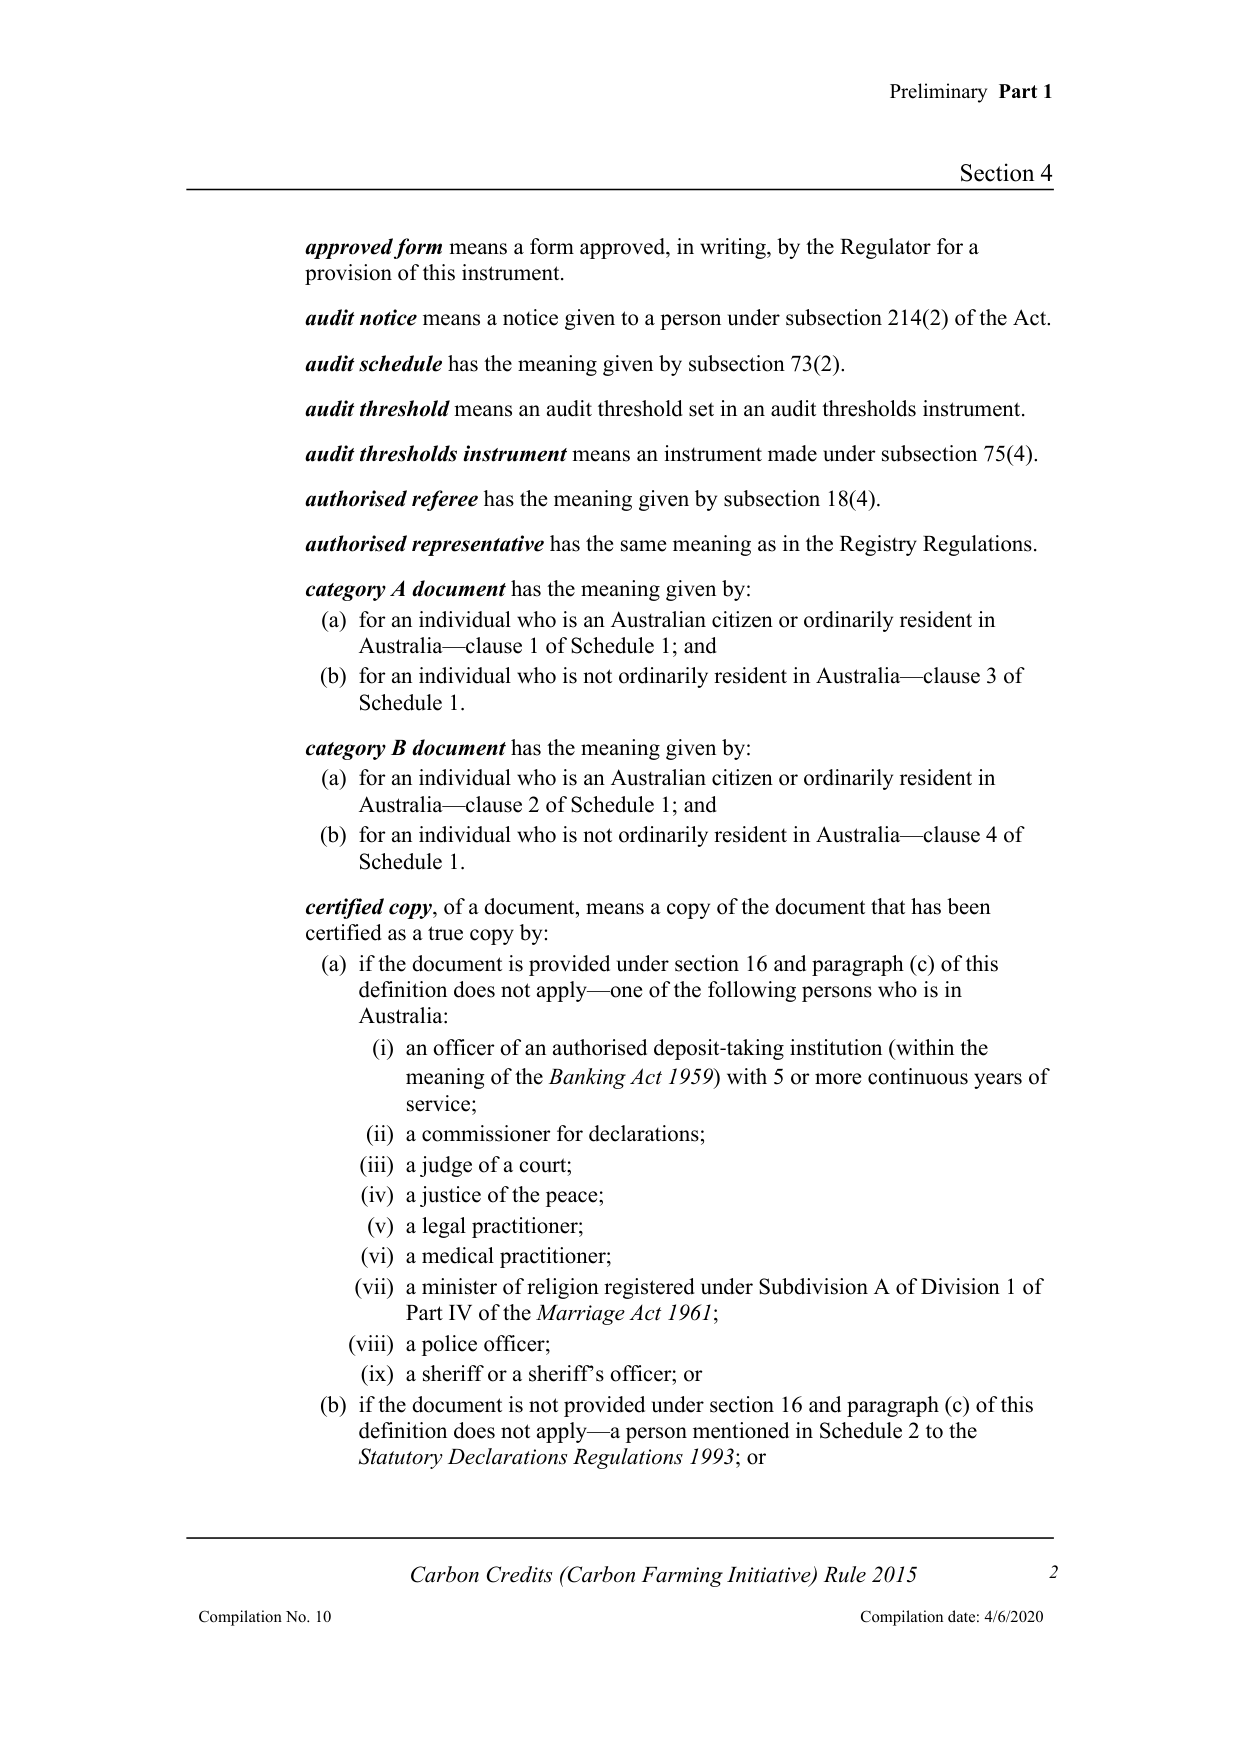 Preliminary Part 1
Section 4
approved form means a form approved, in writing, by the Regulator for a
provision of this instrument.
audit notice means a notice given to a person under subsection 214(2) of the Act.
audit schedule has the meaning given by subsection 73(2).
audit threshold means an audit threshold set in an audit thresholds instrument.
audit thresholds instrument means an instrument made under subsection 75(4).
authorised referee has the meaning given by subsection 18(4).
authorised representative has the same meaning as in the Registry Regulations.
category A document has the meaning given by:
(a) for an individual who is an Australian citizen or ordinarily resident in
Australia—clause 1 of Schedule 1; and
(b) for an individual who is not ordinarily resident in Australia—clause 3 of
Schedule 1.
category B document has the meaning given by:
(a) for an individual who is an Australian citizen or ordinarily resident in
Australia—clause 2 of Schedule 1; and
(b) for an individual who is not ordinarily resident in Australia—clause 4 of
Schedule 1.
certified copy, of a document, means a copy of the document that has been
certified as a true copy by:
(a) if the document is provided under section 16 and paragraph (c) of this
definition does not apply—one of the following persons who is in
Australia:
(i) an officer of an authorised deposit-taking institution (within the
meaning of the Banking Act 1959) with 5 or more continuous years of
service;
(ii) a commissioner for declarations;
(iii) a judge of a court;
(iv) a justice of the peace;
(v) a legal practitioner;
(vi) a medical practitioner;
(vii) a minister of religion registered under Subdivision A of Division 1 of
Part IV of the Marriage Act 1961;
(viii) a police officer;
(ix) a sheriff or a sheriff's officer; or
(b) if the document is not provided under section 16 and paragraph (c) of this
definition does not apply—a person mentioned in Schedule 2 to the
Statutory Declarations Regulations 1993; or
Carbon Credits (Carbon Farming Initiative) Rule 2015 2
Compilation No. 10 Compilation date: 4/6/2020